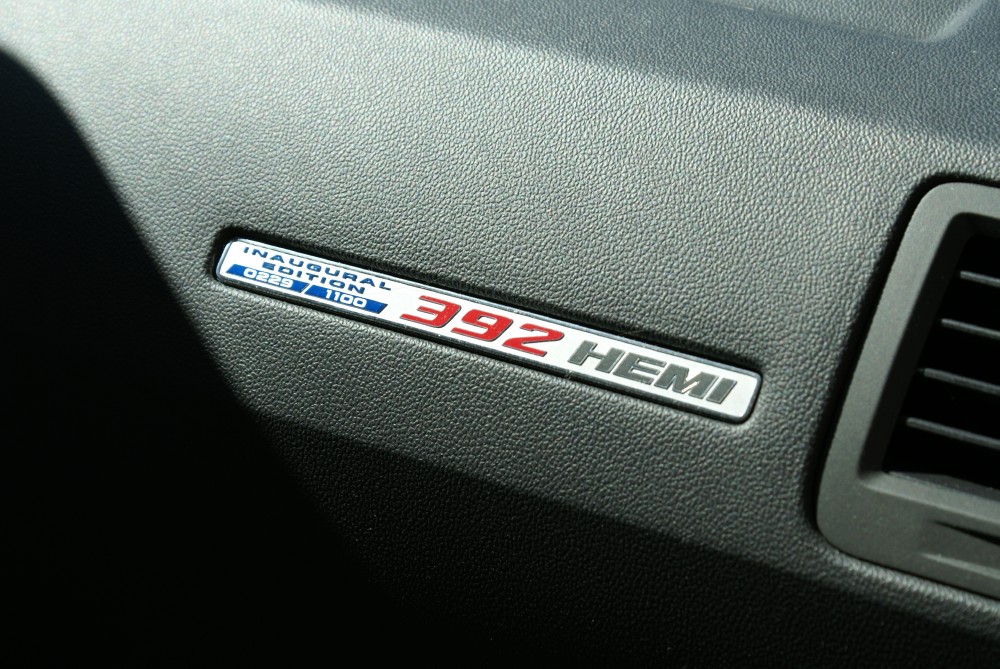 INAUGURAL
EDITION
0229 / 1100
392 HEMI